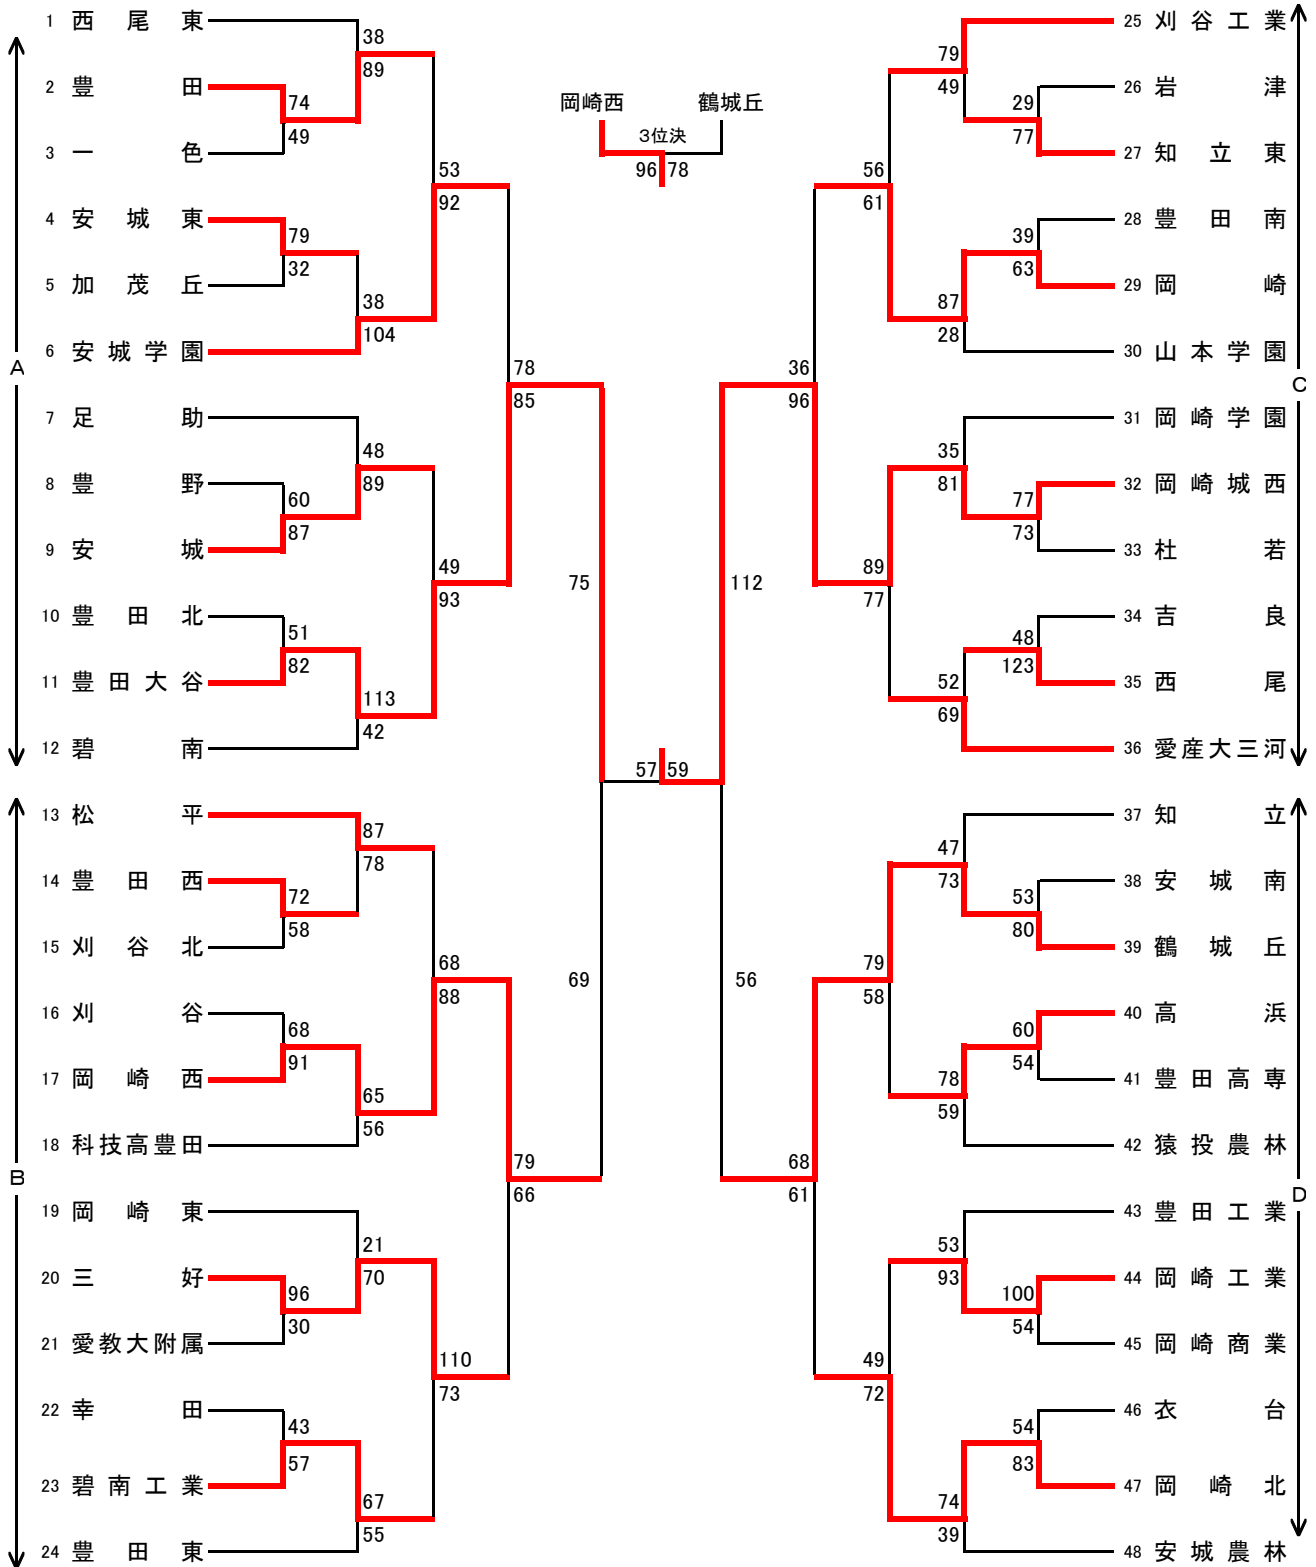 1 西尾東
38
89
2 豊田
74
49
3 一色
53
92
4 安城東
79
32
5 加茂丘
38
104
6 安城学園
A
78
85
7 足助
48
89
8 豊野
60
87
9 安城
49
93
10 豊田北
51
82
11 豊田大谷
113
42
12 碧南
75
13 松平
87
78
14 豊田西
72
58
15 刈谷北
68
88
16 刈谷
68
91
17 岡崎西
65
56
18 科技高豊田
B
79
66
19 岡崎東
21
70
20 三好
96
30
21 愛教大附属
110
73
22 幸田
43
57
23 碧南工業
67
55
24 豊田東
69
岡崎西 鶴城丘
3位決
96 78
57 59
112
56
25 刈谷工業
79
49
26 岩津
29
77
27 知立東
56
61
28 豊田南
39
63
29 岡崎
87
28
30 山本学園
C
36
96
31 岡崎学園
35
81
32 岡崎城西
77
73
33 杜若
89
77
34 吉良
48
123
35 西尾
52
69
36 愛産大三河
37 知立
47
73
38 安城南
53
80
39 鶴城丘
79
58
40 高浜
60
54
41 豊田高専
78
59
42 猿投農林
D
68
61
43 豊田工業
53
93
44 岡崎工業
100
54
45 岡崎商業
49
72
46 衣台
54
83
47 岡崎北
74
39
48 安城農林